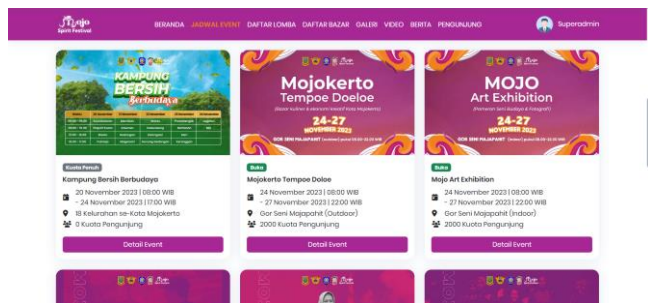 Mojo
Spirit Festival
BERANDA JADWAL EVENT DAFTAR LOMBA DAFTAR BAZAR GALERI VIDEO BERITA PENGUNJUNG
Superadmin
KAMPUNG
BERSIH
Berbudaya
Mojokerto
Tempoe Doeloe
24-27
NOVEMBER 2023
MOJO
Art Exhibition
24-27
NOVEMBER 2023
Kuota Penuh
Kampung Bersih Berbudaya
20 November 2023 | 08:00 WIB
- 24 November 2023 | 17:00 WIB
18 Kelurahan se-Kota Mojokerto
0 Kuota Pengunjung
Detail Event
Buka
Mojokerto Tempoe Doloe
24 November 2023 | 08:00 WIB
- 27 November 2023 | 22:00 WIB
Gor Seni Majapahit (Outdoor)
2000 Kuota Pengunjung
Detail Event
Buka
Mojo Art Exhibition
24 November 2023 | 08:00 WIB
- 27 November 2023 | 22:00 WIB
Gor Seni Majapahit (Indoor)
2000 Kuota Pengunjung
Detail Event